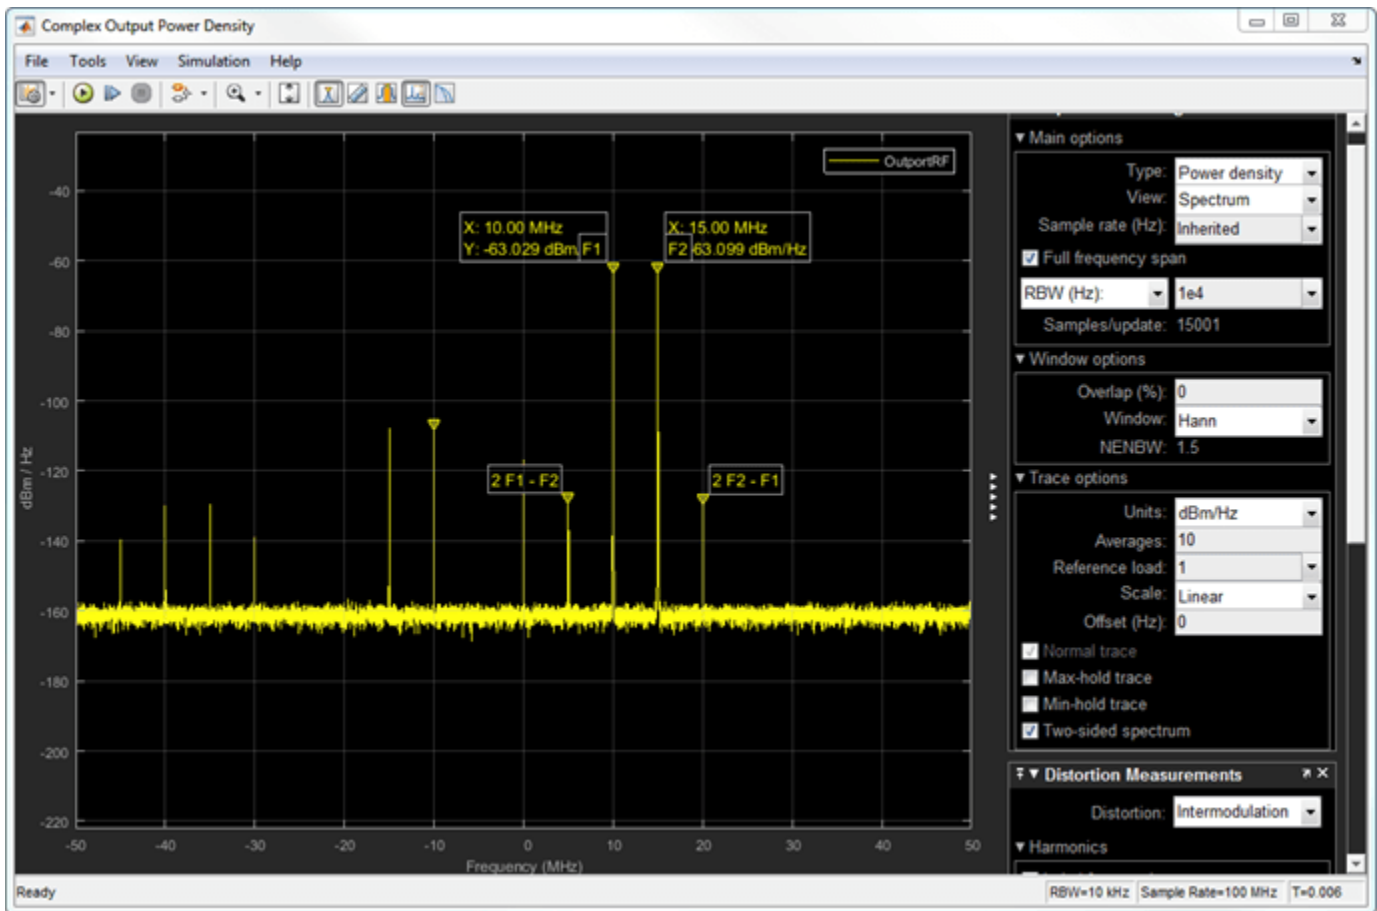 Complex Output Power Density
File Tools View Simulation Help
OutportRF
X: 10.00 MHz
Y: -63.029 dBm/
F1
X: 15.00 MHz
F2
63.099 dBm/Hz
2 F1 - F2
2 F2 - F1
-40
-60
-80
-100
-120
-140
-160
-180
-200
-220
dBm / Hz
-50 -40 -30 -20 -10 0 10 20 30 40 50
Frequency (MHz)
Main options
Type: Power density
View: Spectrum
Sample rate (Hz): Inherited
Full frequency span
RBW (Hz): 1e4
Samples/update: 15001
Window options
Overlap (%): 0
Window: Hann
NENBW: 1.5
Trace options
Units: dBm/Hz
Averages: 10
Reference load: 1
Scale: Linear
Offset (Hz): 0
Normal trace
Max-hold trace
Min-hold trace
Two-sided spectrum
Distortion Measurements
Distortion: Intermodulation
Harmonics
Ready
RBW=10 kHz Sample Rate=100 MHz T=0.006